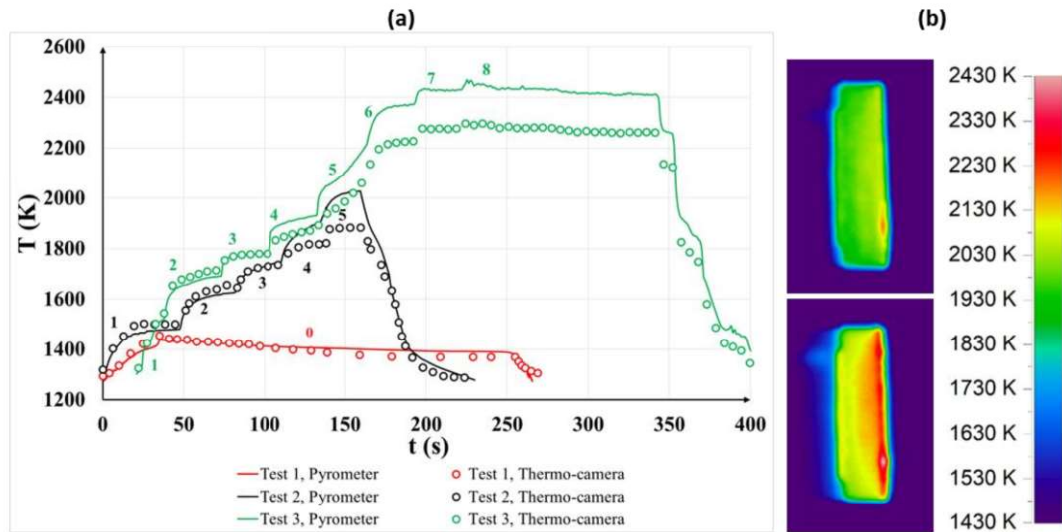 (a)
(b)
2600
2400
2200
2000
1800
1600
1400
1200
T (K)
0
50
100
150
200
250
300
350
400
t (s)
1
2
3
4
5
6
7
8
1
2
3
4
5
0
Test 1, Pyrometer
Test 1, Thermo-camera
Test 2, Pyrometer
Test 2, Thermo-camera
Test 3, Pyrometer
Test 3, Thermo-camera
2430 K
2330 K
2230 K
2130 K
2030 K
1930 K
1830 K
1730 K
1630 K
1530 K
1430 K